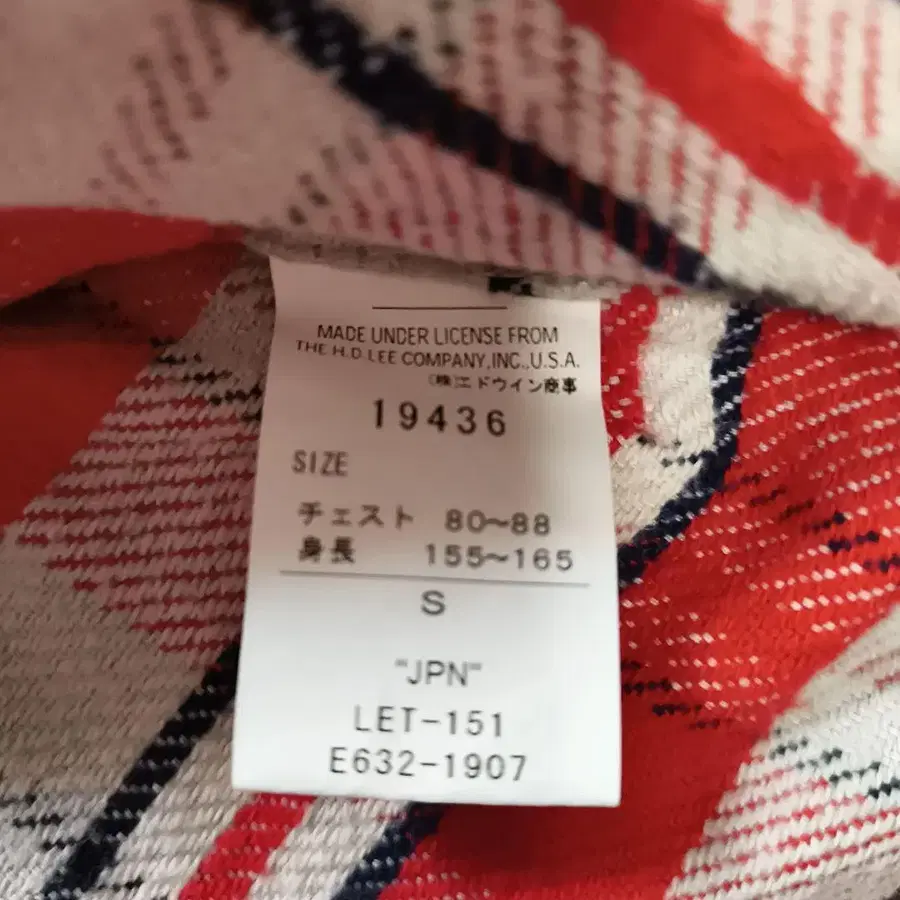 MADE UNDER LICENSE FROM
THE H.D.LEE COMPANY,INC.,U.S.A.
(株)エドウイン商事
19436
SIZE
チェスト 80~88
身長 155~165
S
"JPN"
LET-151
E632-1907